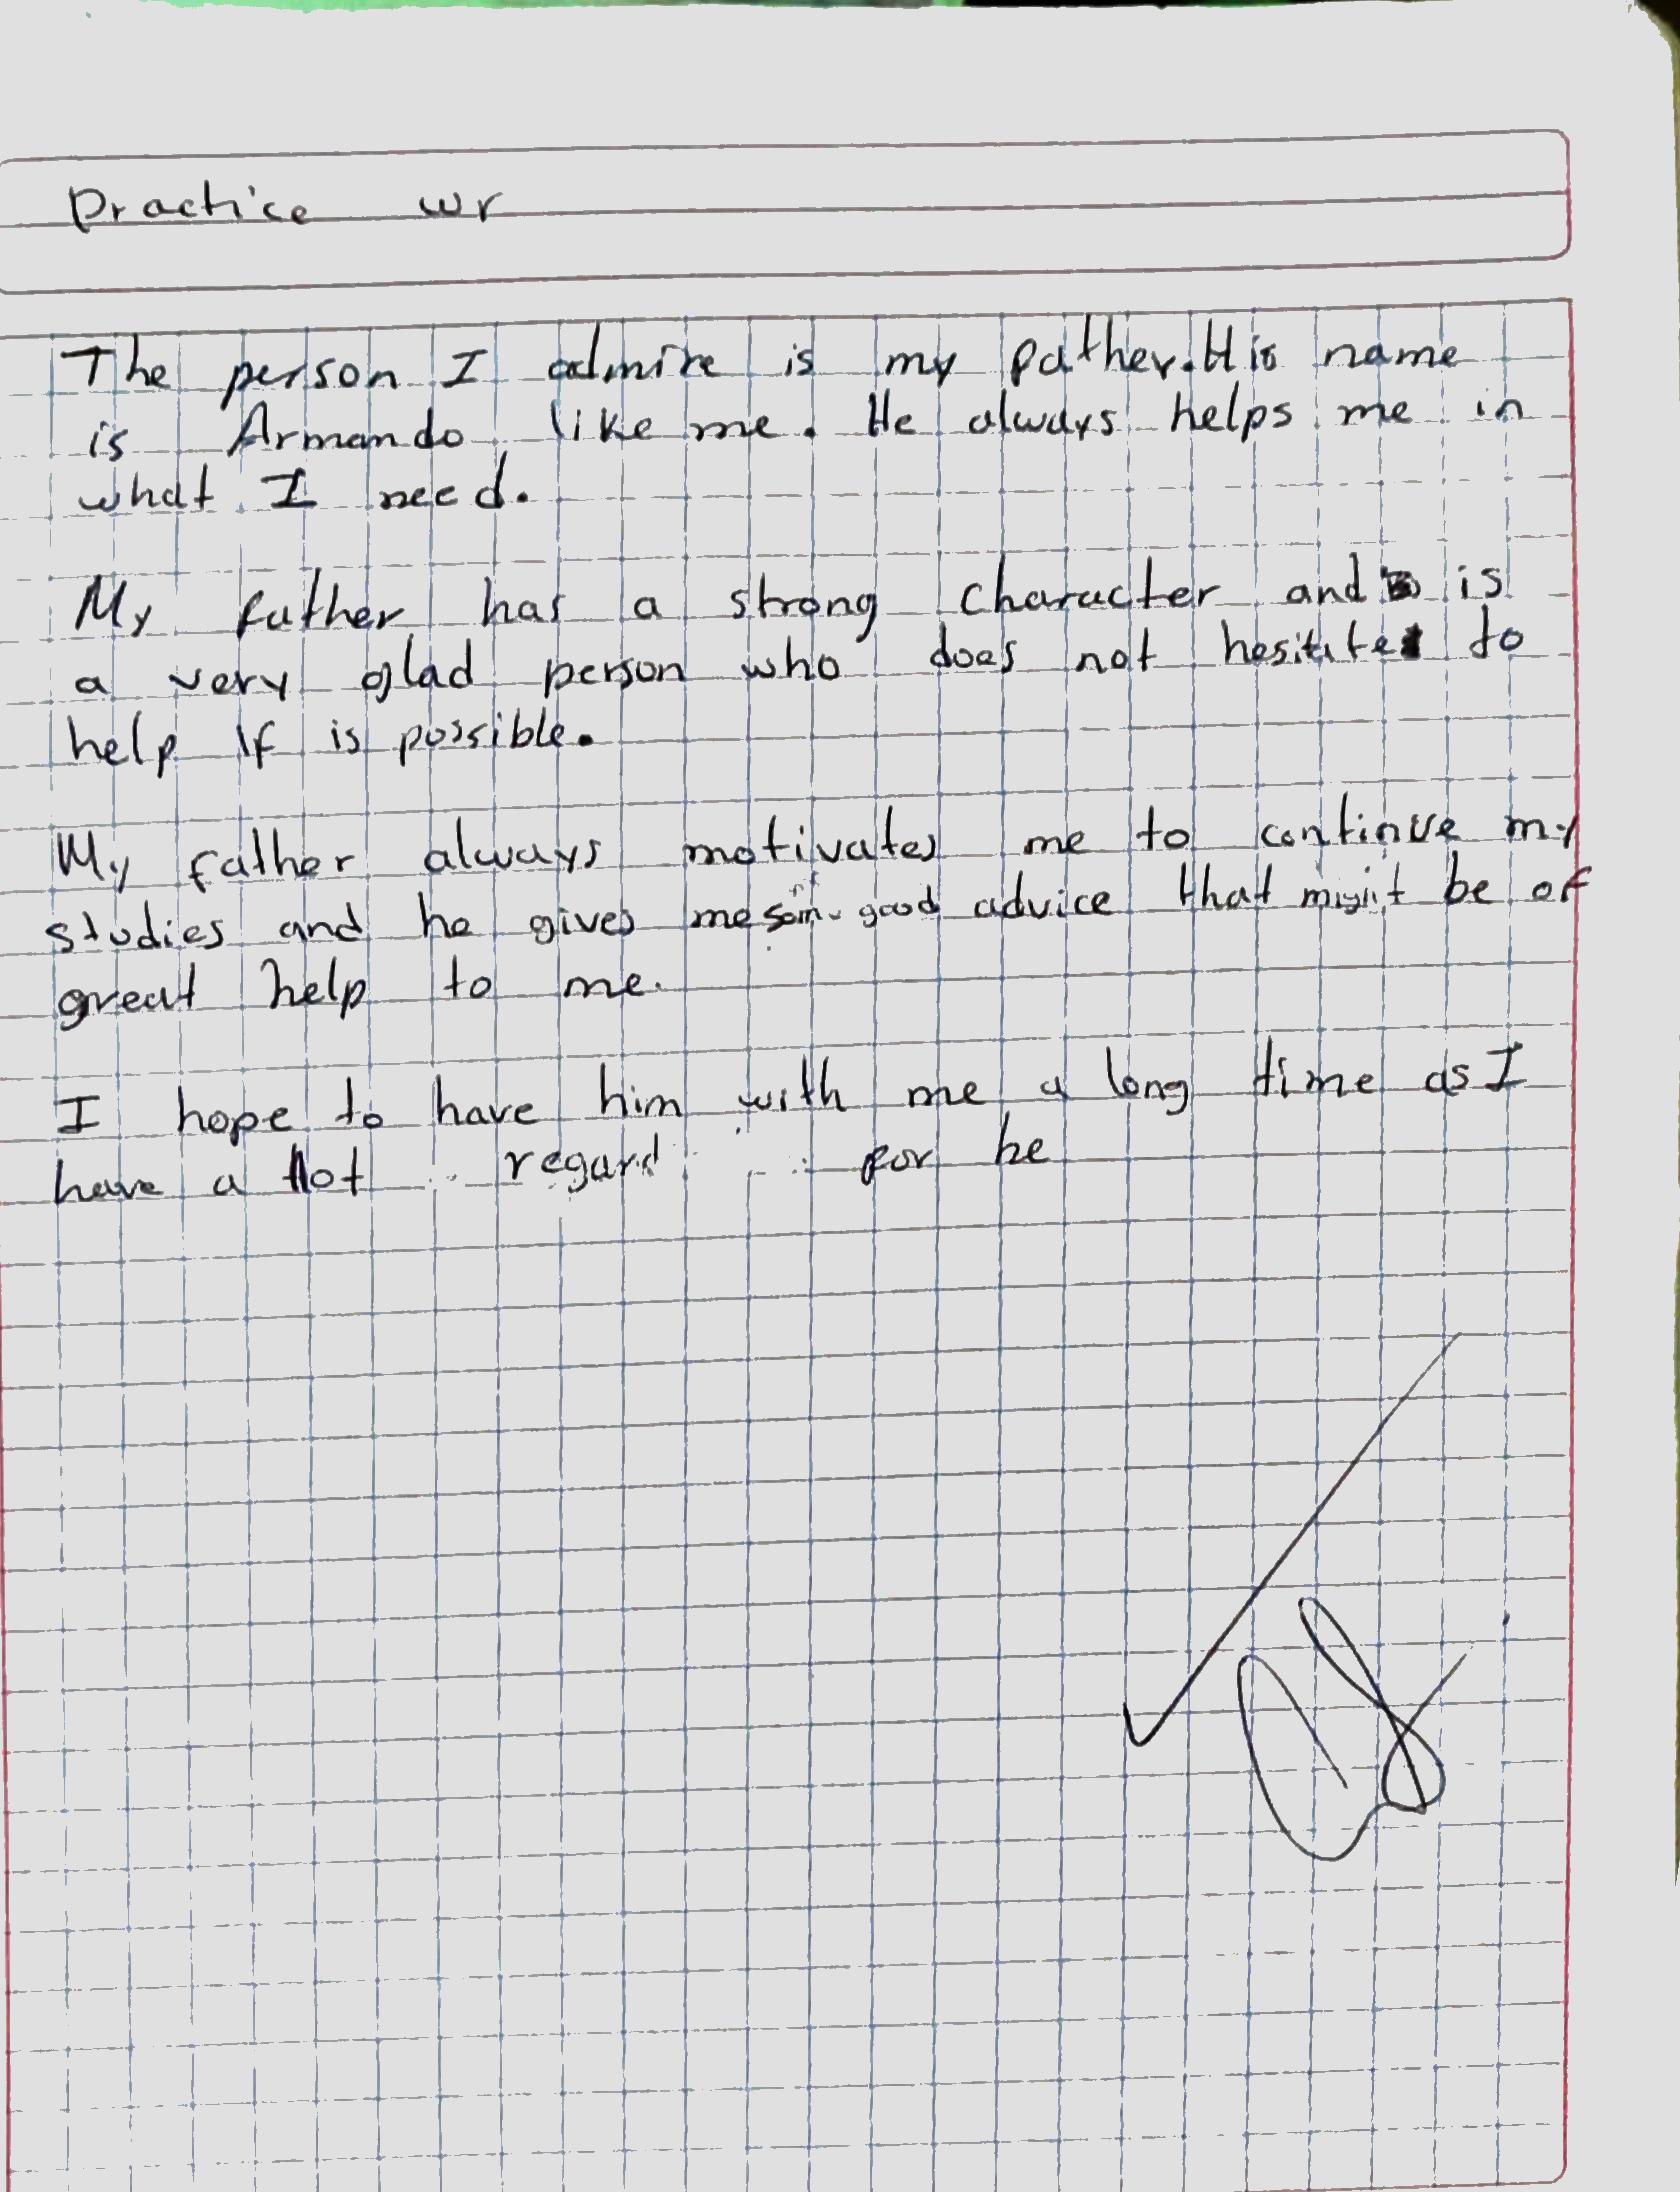 Practice wr
The person I admire is my father. His name
is Armando like me. He always helps me in
what I need.
My father has a strong character and is
a very glad person who does not hesitate to
help if is possible.
My father always motivates me to continue my
studies and he gives me some good advice that might be of
great help to me.
I hope to have him with me a long time as I
have a lot regard for he